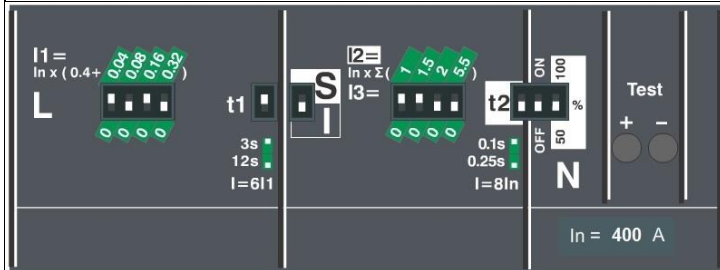 I1=
In x ( 0.4+ 0.04 0.08 0.16 0.32 )
L
0 0 0 0
t1
3s
12s
I=6I1
S
I
I2=
In x Σ( 1 1.5 2 5.5 )
I3=
0 0 0 0
t2
0.1s
0.25s
I=8In
ON 100
%
OFF 50
N
Test
+ −
In = 400 A